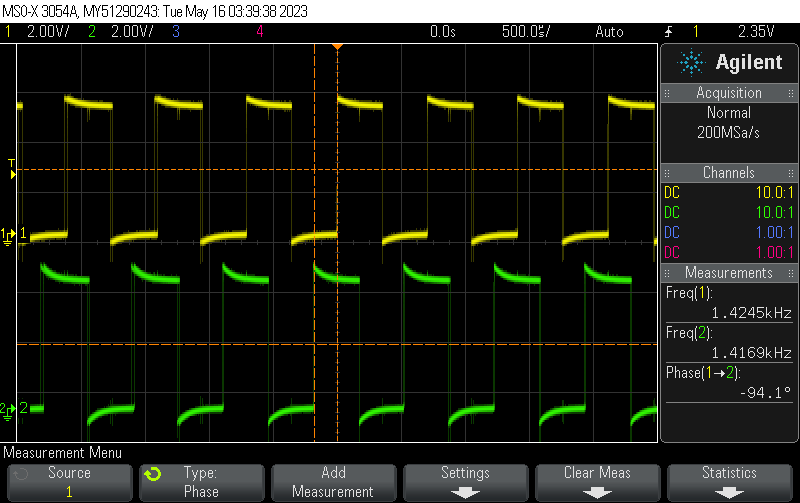 MSO-X 3054A, MY51290243: Tue May 16 03:39:38 2023
1 2.00V/ 2 2.00V/ 3 4 0.0s 500.0µs/ Auto 1 2.35V
Agilent
Acquisition
Normal
200MSa/s
Channels
DC 10.0:1
DC 10.0:1
DC 1.00:1
DC 1.00:1
Measurements
Freq(1):
1.4245kHz
Freq(2):
1.4169kHz
Phase(1→2):
-94.1°
T
1 1
2 2
Measurement Menu
Source
1
Type:
Phase
Add
Measurement
Settings
Clear Meas
Statistics